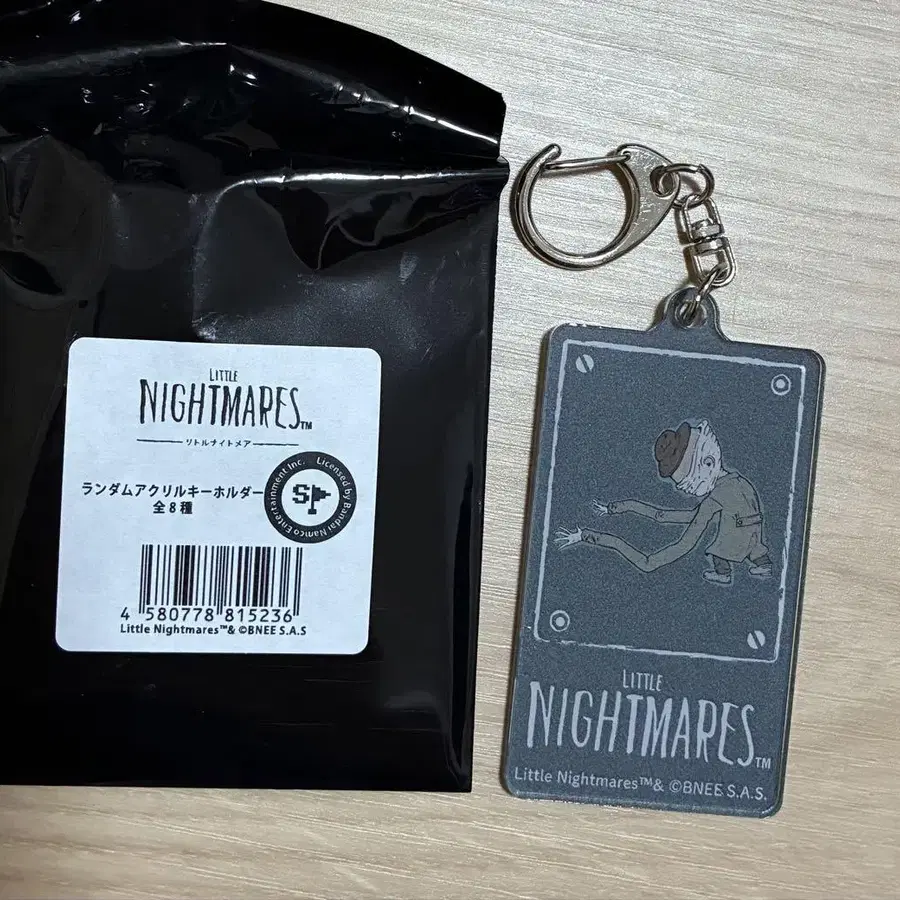 LITTLE
NIGHTMARES™
リトルナイトメア
ランダムアクリルキーホルダー
全8種
Licensed by Bandai Namco Entertainment Inc.
SP
4 580778 815236
Little Nightmares™& ©BNEE S.A.S
LITTLE
NIGHTMARES™
Little Nightmares™& ©BNEE S.A.S.